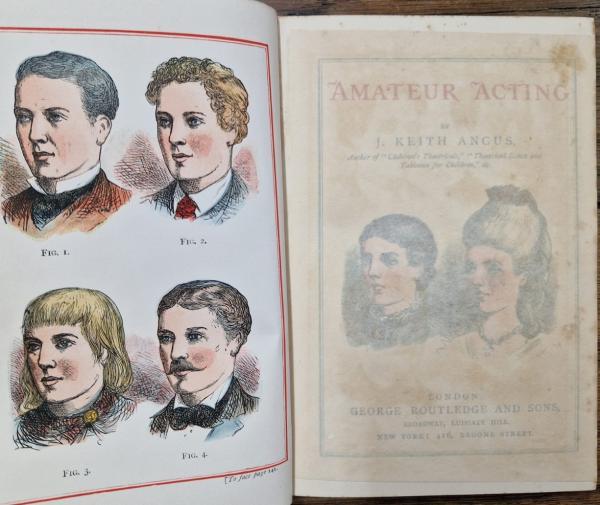 FIG. 1.
FIG. 2.
FIG. 3.
FIG. 4.
[To face page 141.
AMATEUR ACTING
BY
J. KEITH ANGUS,
Author of "Children's Theatricals," "Theatrical Scenes and
Tableaux for Children," &c.
LONDON
GEORGE ROUTLEDGE AND SONS,
BROADWAY, LUDGATE HILL.
NEW YORK: 416, BROOME STREET.